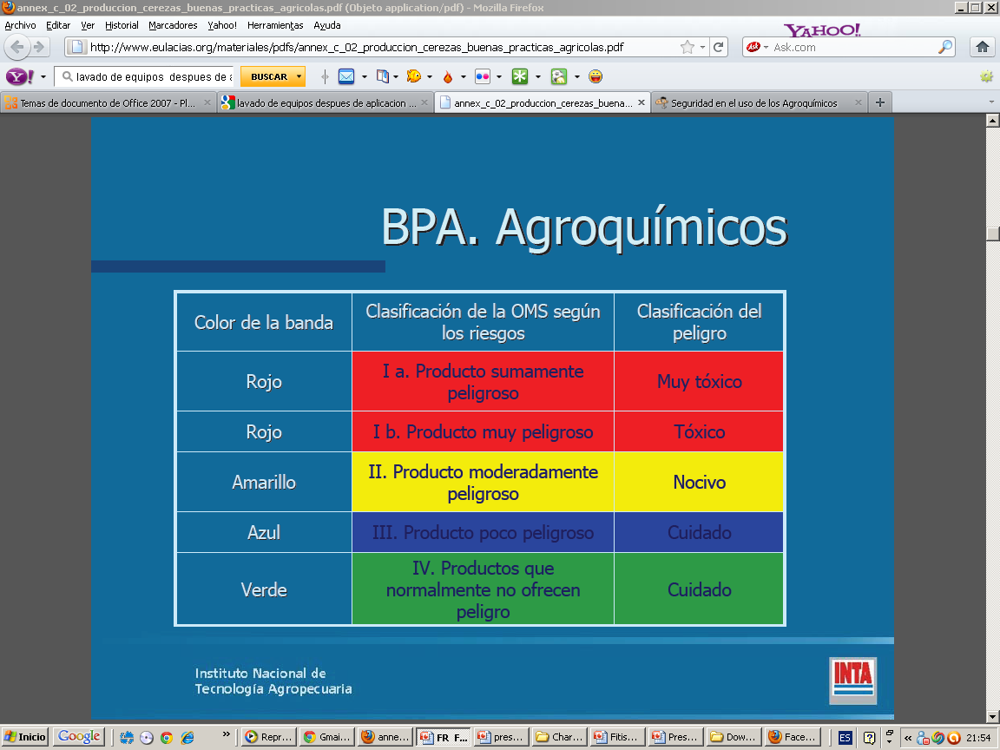 annex_c_02_produccion_cerezas_buenas_practicas_agricolas.pdf (Objeto application/pdf) - Mozilla Firefox
Archivo Editar Ver Historial Marcadores Yahoo! Herramientas Ayuda
YAHOO!
http://www.eulacias.org/materiales/pdfs/annex_c_02_produccion_cerezas_buenas_practicas_agricolas.pdf
Ask Ask.com
Y! lavado de equipos despues de a BUSCAR
Temas de documento de Office 2007 - Pl... lavado de equipos despues de aplicacion ... annex_c_02_produccion_cerezas_buena... Seguridad en el uso de los Agroquímicos
BPA. Agroquímicos
Color de la banda
Clasificación de la OMS según
los riesgos
Clasificación del
peligro
Rojo
I a. Producto sumamente
peligroso
Muy tóxico
Rojo
I b. Producto muy peligroso
Tóxico
Amarillo
II. Producto moderadamente
peligroso
Nocivo
Azul
III. Producto poco peligroso
Cuidado
Verde
IV. Productos que
normalmente no ofrecen
peligro
Cuidado
Instituto Nacional de
Tecnología Agropecuaria
INTA
Inicio Google » Repr... Gmai... anne... FR F... pres... Char... Fitis... Pres... Dow... Face... ES « 21:54